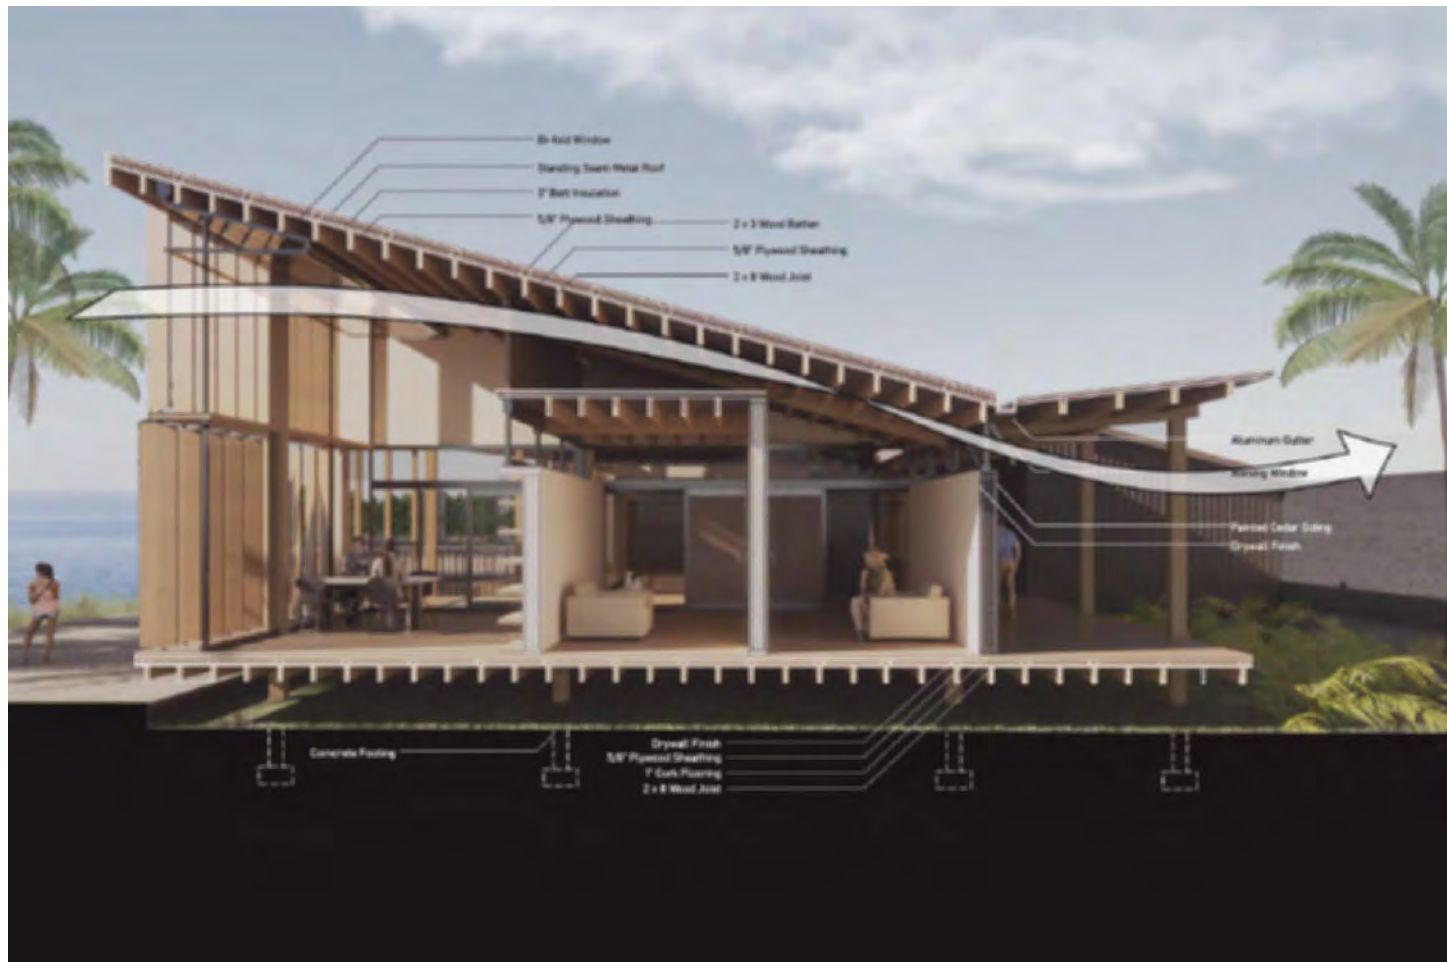 Bi-fold Window
Standing Seam Metal Roof
3" Batt Insulation
5/8" Plywood Sheathing
2 x 3 Wood Batten
5/8" Plywood Sheathing
2 x 8 Wood Joist
Aluminum Gutter
Window
Painted Cedar Siding
Drywall Finish
Concrete Footing
Drywall Finish
5/8" Plywood Sheathing
1" Cork Flooring
2 x 8 Wood Joist